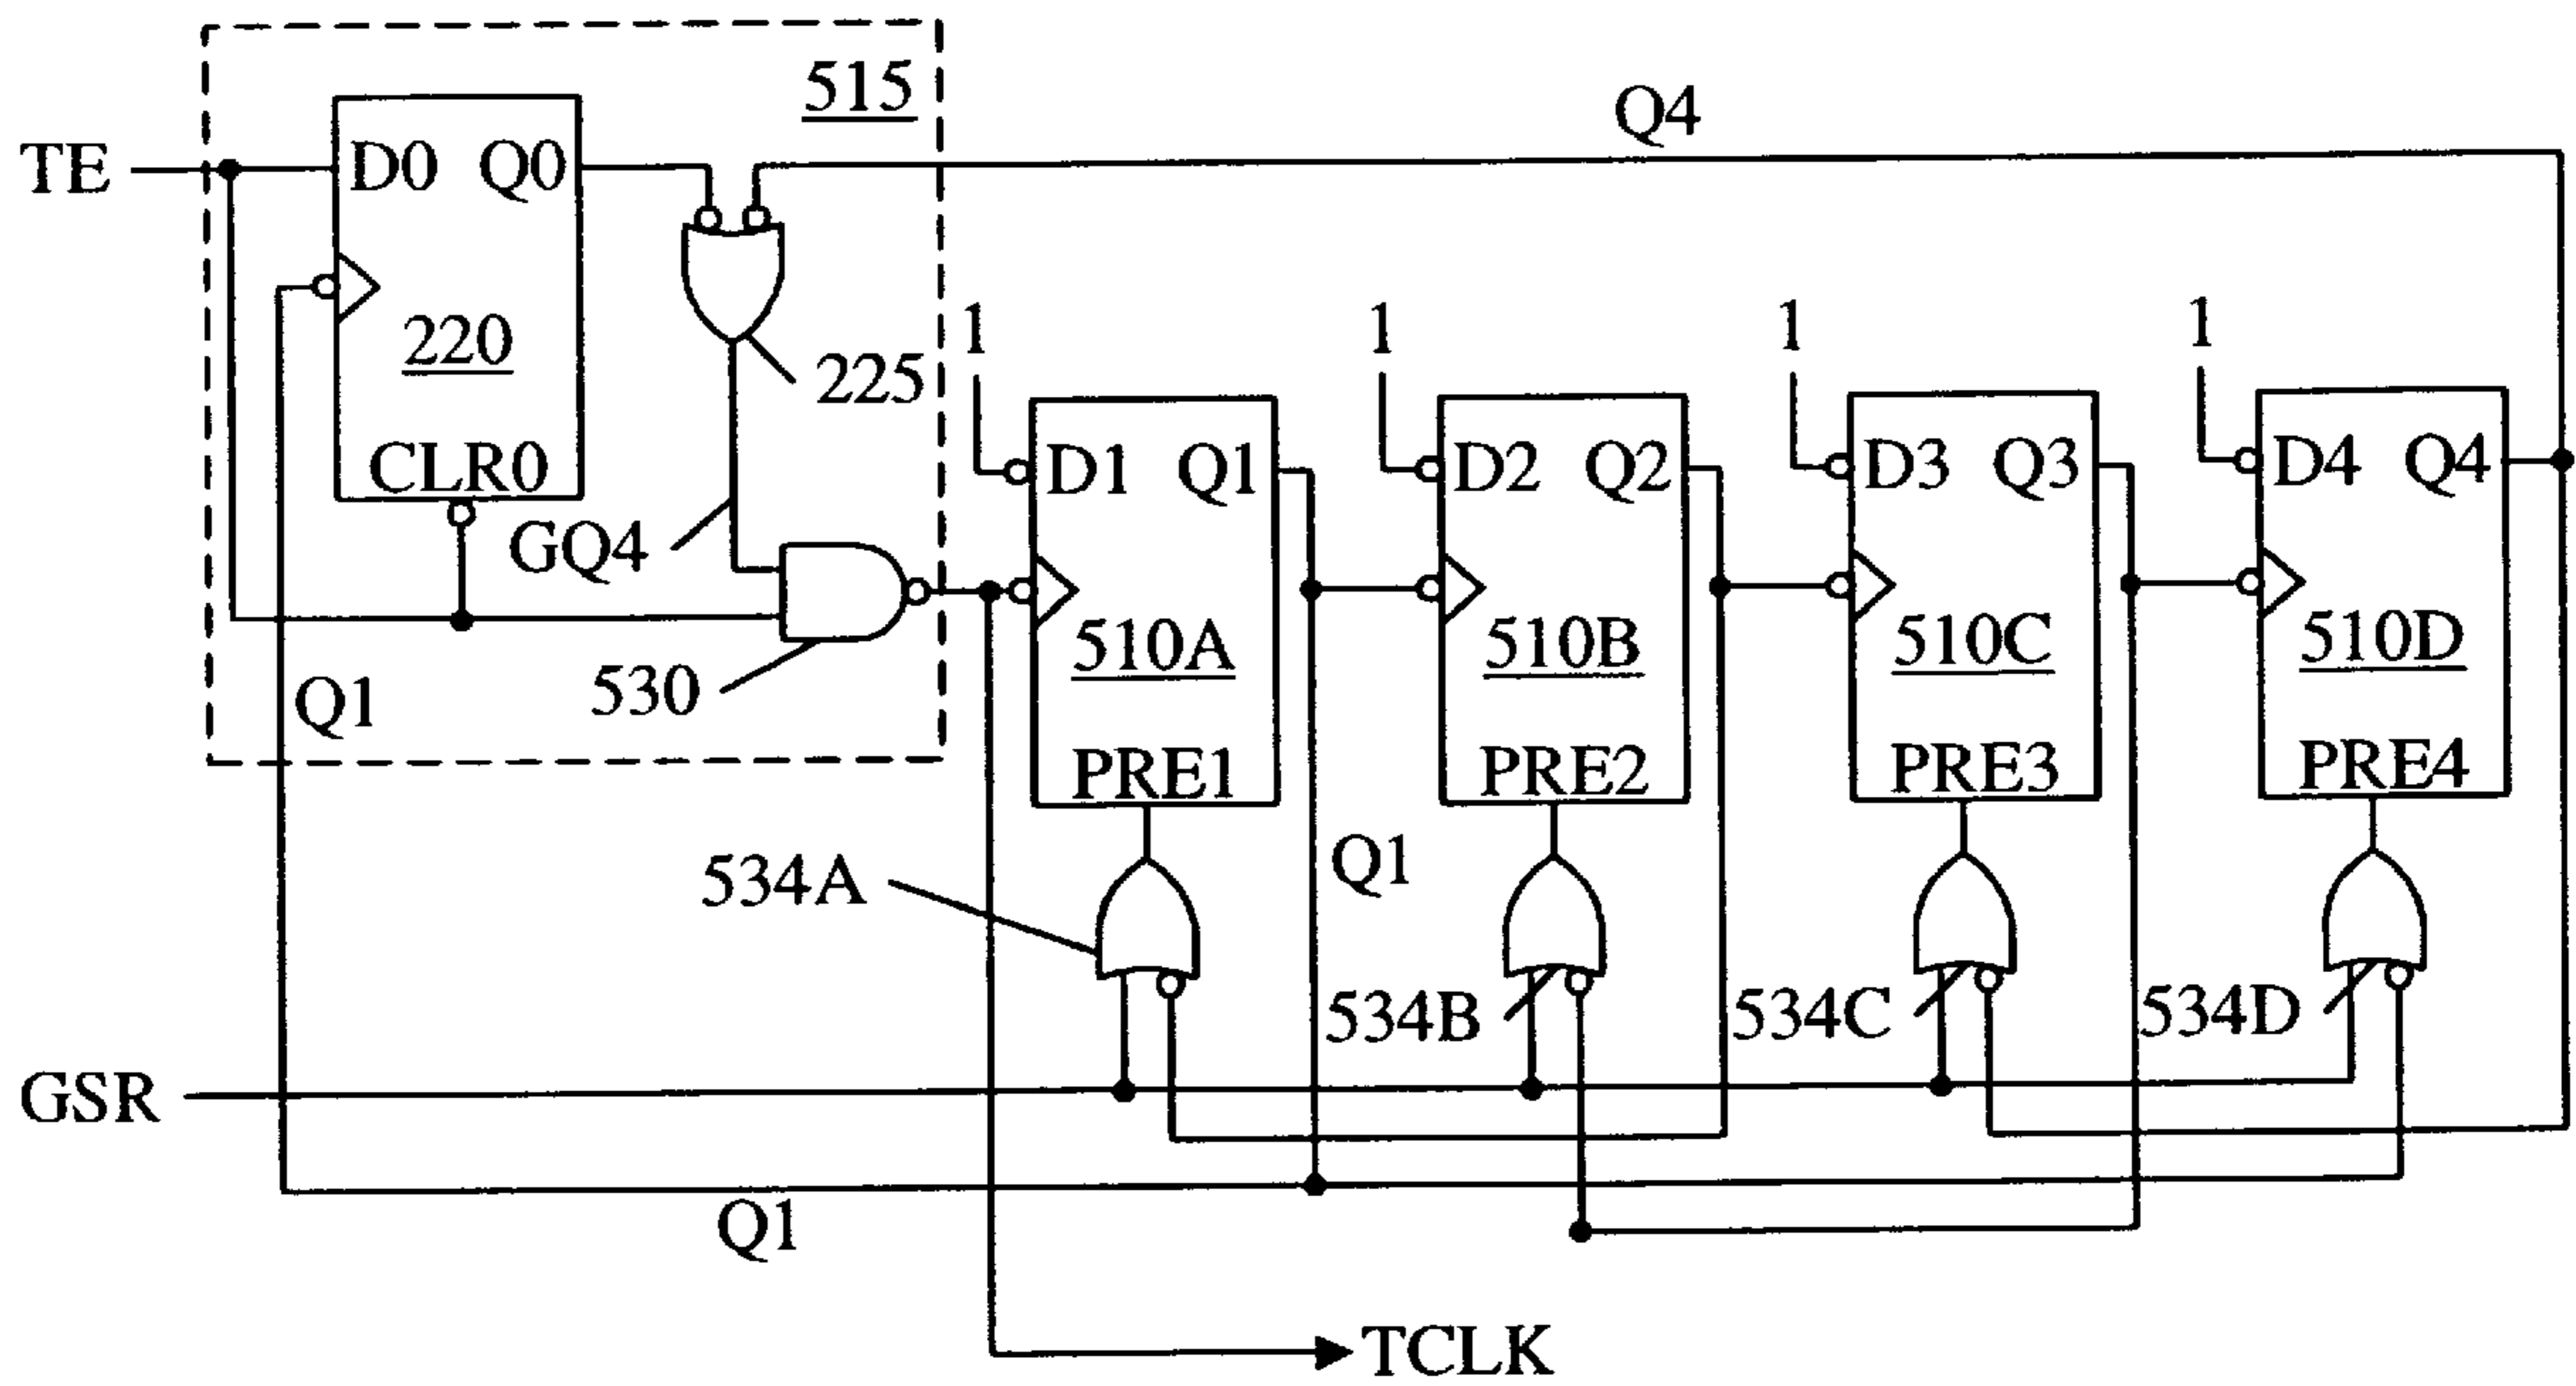 515
Q4
TE
D0 Q0
220
CLR0
225
GQ4
530
Q1
1
1
1
1
D1 Q1
510A
PRE1
D2 Q2
510B
PRE2
D3 Q3
510C
PRE3
D4 Q4
510D
PRE4
534A
Q1
534B
534C
534D
GSR
Q1
TCLK